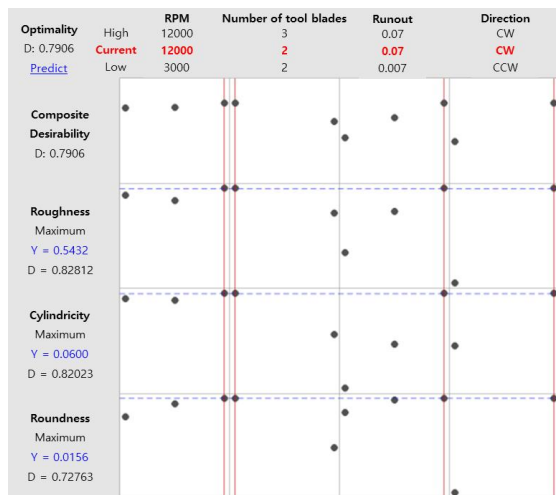 Optimality
D: 0.7906
Predict
RPM Number of tool blades Runout Direction
High 12000 3 0.07 CW
Current 12000 2 0.07 CW
Low 3000 2 0.007 CCW
Composite
Desirability
D: 0.7906
Roughness
Maximum
Y = 0.5432
D = 0.82812
Cylindricity
Maximum
Y = 0.0600
D = 0.82023
Roundness
Maximum
Y = 0.0156
D = 0.72763